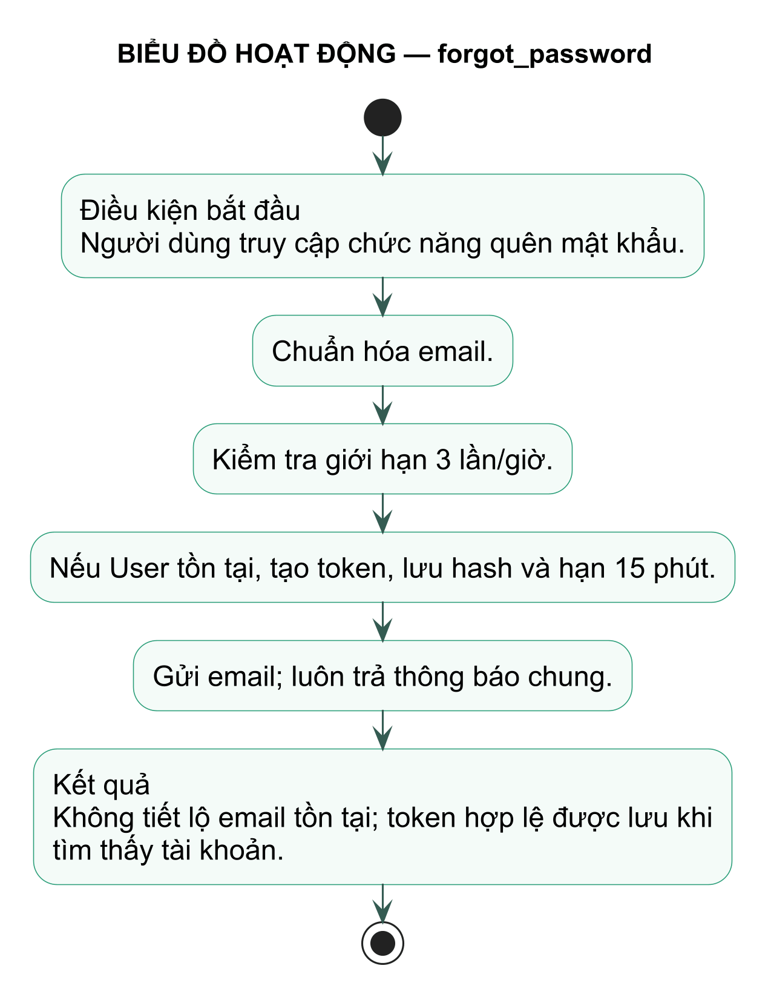 BIỂU ĐỒ HOẠT ĐỘNG — forgot_password
Điều kiện bắt đầu
Người dùng truy cập chức năng quên mật khẩu.
Chuẩn hóa email.
Kiểm tra giới hạn 3 lần/giờ.
Nếu User tồn tại, tạo token, lưu hash và hạn 15 phút.
Gửi email; luôn trả thông báo chung.
Kết quả
Không tiết lộ email tồn tại; token hợp lệ được lưu khi
tìm thấy tài khoản.